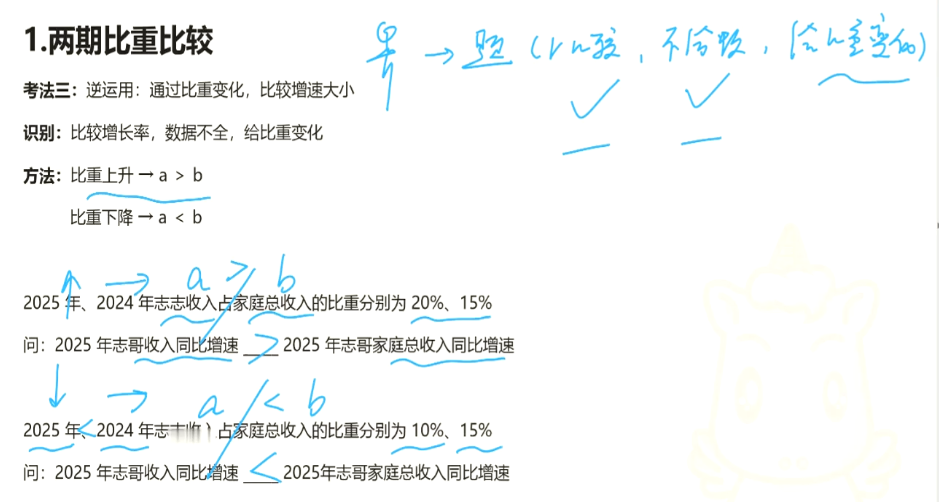 1.两期比重比较
考法三：逆运用：通过比重变化，比较增速大小
识别：比较增长率，数据不全，给比重变化
方法：比重上升 → a > b
比重下降 → a < b
→ 题 (比较, 不给数, 给比重变化)
↑ → a > b
2025 年、2024 年志志收入占家庭总收入的比重分别为 20%、15%
问：2025 年志哥收入同比增速 > 2025 年志哥家庭总收入同比增速
↓ → a < b
2025 年<2024 年志 占家庭总收入的比重分别为 10%、15%
问：2025 年志哥收入同比增速 < 2025年志哥家庭总收入同比增速